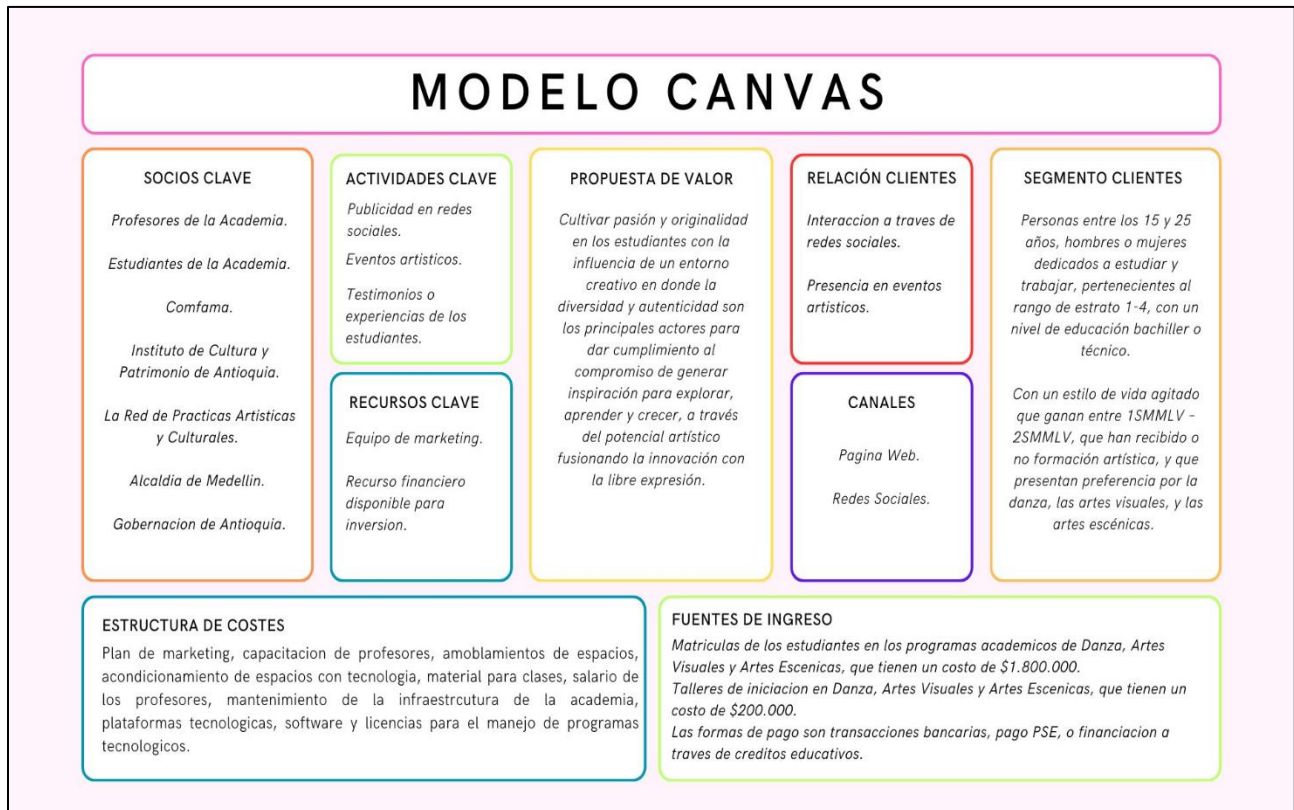 MODELO CANVAS
SOCIOS CLAVE
Profesores de la Academia.
Estudiantes de la Academia.
Comfama.
Instituto de Cultura y
Patrimonio de Antioquia.
La Red de Practicas Artisticas
y Culturales.
Alcaldia de Medellin.
Gobernacion de Antioquia.
ACTIVIDADES CLAVE
Publicidad en redes
sociales.
Eventos artisticos.
Testimonios o
experiencias de los
estudiantes.
RECURSOS CLAVE
Equipo de marketing.
Recurso financiero
disponible para
inversion.
PROPUESTA DE VALOR
Cultivar pasión y originalidad
en los estudiantes con la
influencia de un entorno
creativo en donde la
diversidad y autenticidad son
los principales actores para
dar cumplimiento al
compromiso de generar
inspiración para explorar,
aprender y crecer, a través
del potencial artístico
fusionando la innovación con
la libre expresión.
RELACIÓN CLIENTES
Interaccion a traves de
redes sociales.
Presencia en eventos
artisticos.
CANALES
Pagina Web.
Redes Sociales.
SEGMENTO CLIENTES
Personas entre los 15 y 25
años, hombres o mujeres
dedicados a estudiar y
trabajar, pertenecientes al
rango de estrato 1-4, con un
nivel de educación bachiller o
técnico.
Con un estilo de vida agitado
que ganan entre 1SMMLV -
2SMMLV, que han recibido o
no formación artística, y que
presentan preferencia por la
danza, las artes visuales, y las
artes escénicas.
ESTRUCTURA DE COSTES
Plan de marketing, capacitacion de profesores, amoblamientos de espacios,
acondicionamiento de espacios con tecnologia, material para clases, salario de
los profesores, mantenimiento de la infraestrcutura de la academia,
plataformas tecnologicas, software y licencias para el manejo de programas
tecnologicos.
FUENTES DE INGRESO
Matriculas de los estudiantes en los programas academicos de Danza, Artes
Visuales y Artes Escenicas, que tienen un costo de $1.800.000.
Talleres de iniciacion en Danza, Artes Visuales y Artes Escenicas, que tienen un
costo de $200.000.
Las formas de pago son transacciones bancarias, pago PSE, o financiacion a
traves de creditos educativos.